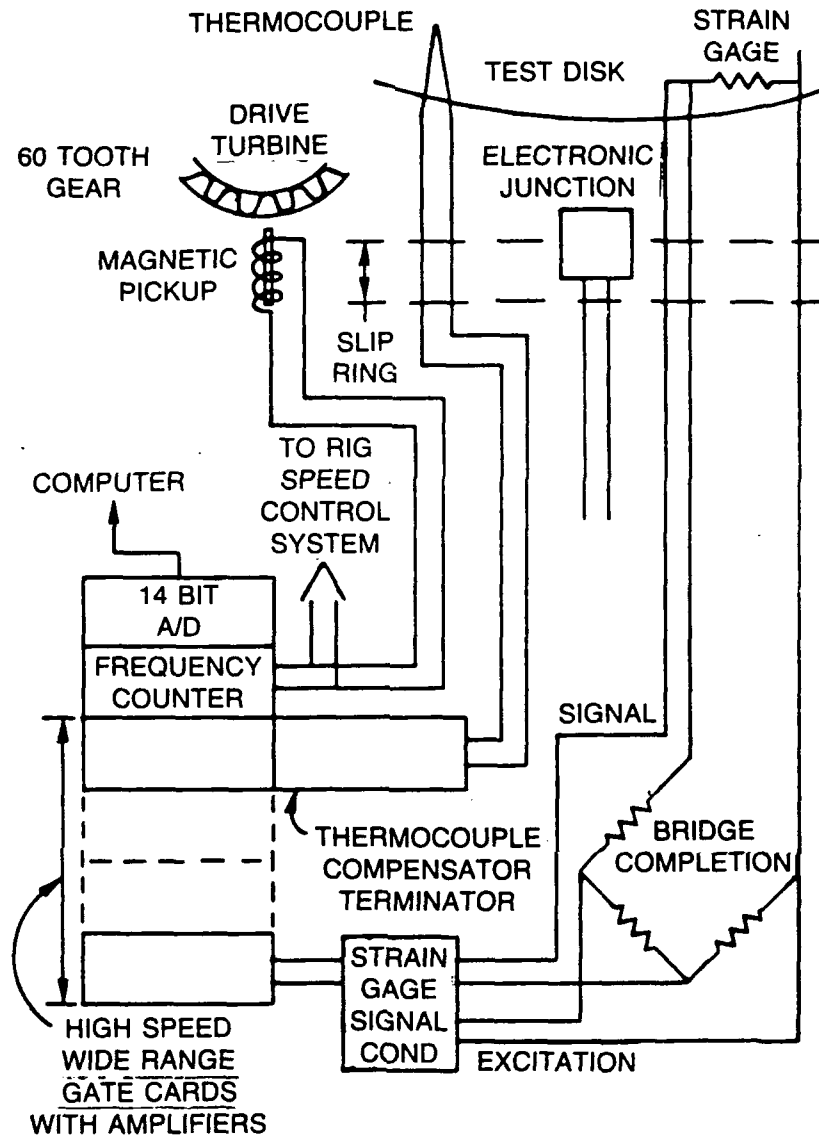 THERMOCOUPLE
STRAIN
GAGE
TEST DISK
DRIVE
TURBINE
60 TOOTH
GEAR
ELECTRONIC
JUNCTION
MAGNETIC
PICKUP
SLIP
RING
TO RIG
SPEED
CONTROL
SYSTEM
COMPUTER
14 BIT
A/D
FREQUENCY
COUNTER
SIGNAL
THERMOCOUPLE
COMPENSATOR
TERMINATOR
BRIDGE
COMPLETION
STRAIN
GAGE
SIGNAL
COND
EXCITATION
HIGH SPEED
WIDE RANGE
GATE CARDS
WITH AMPLIFIERS